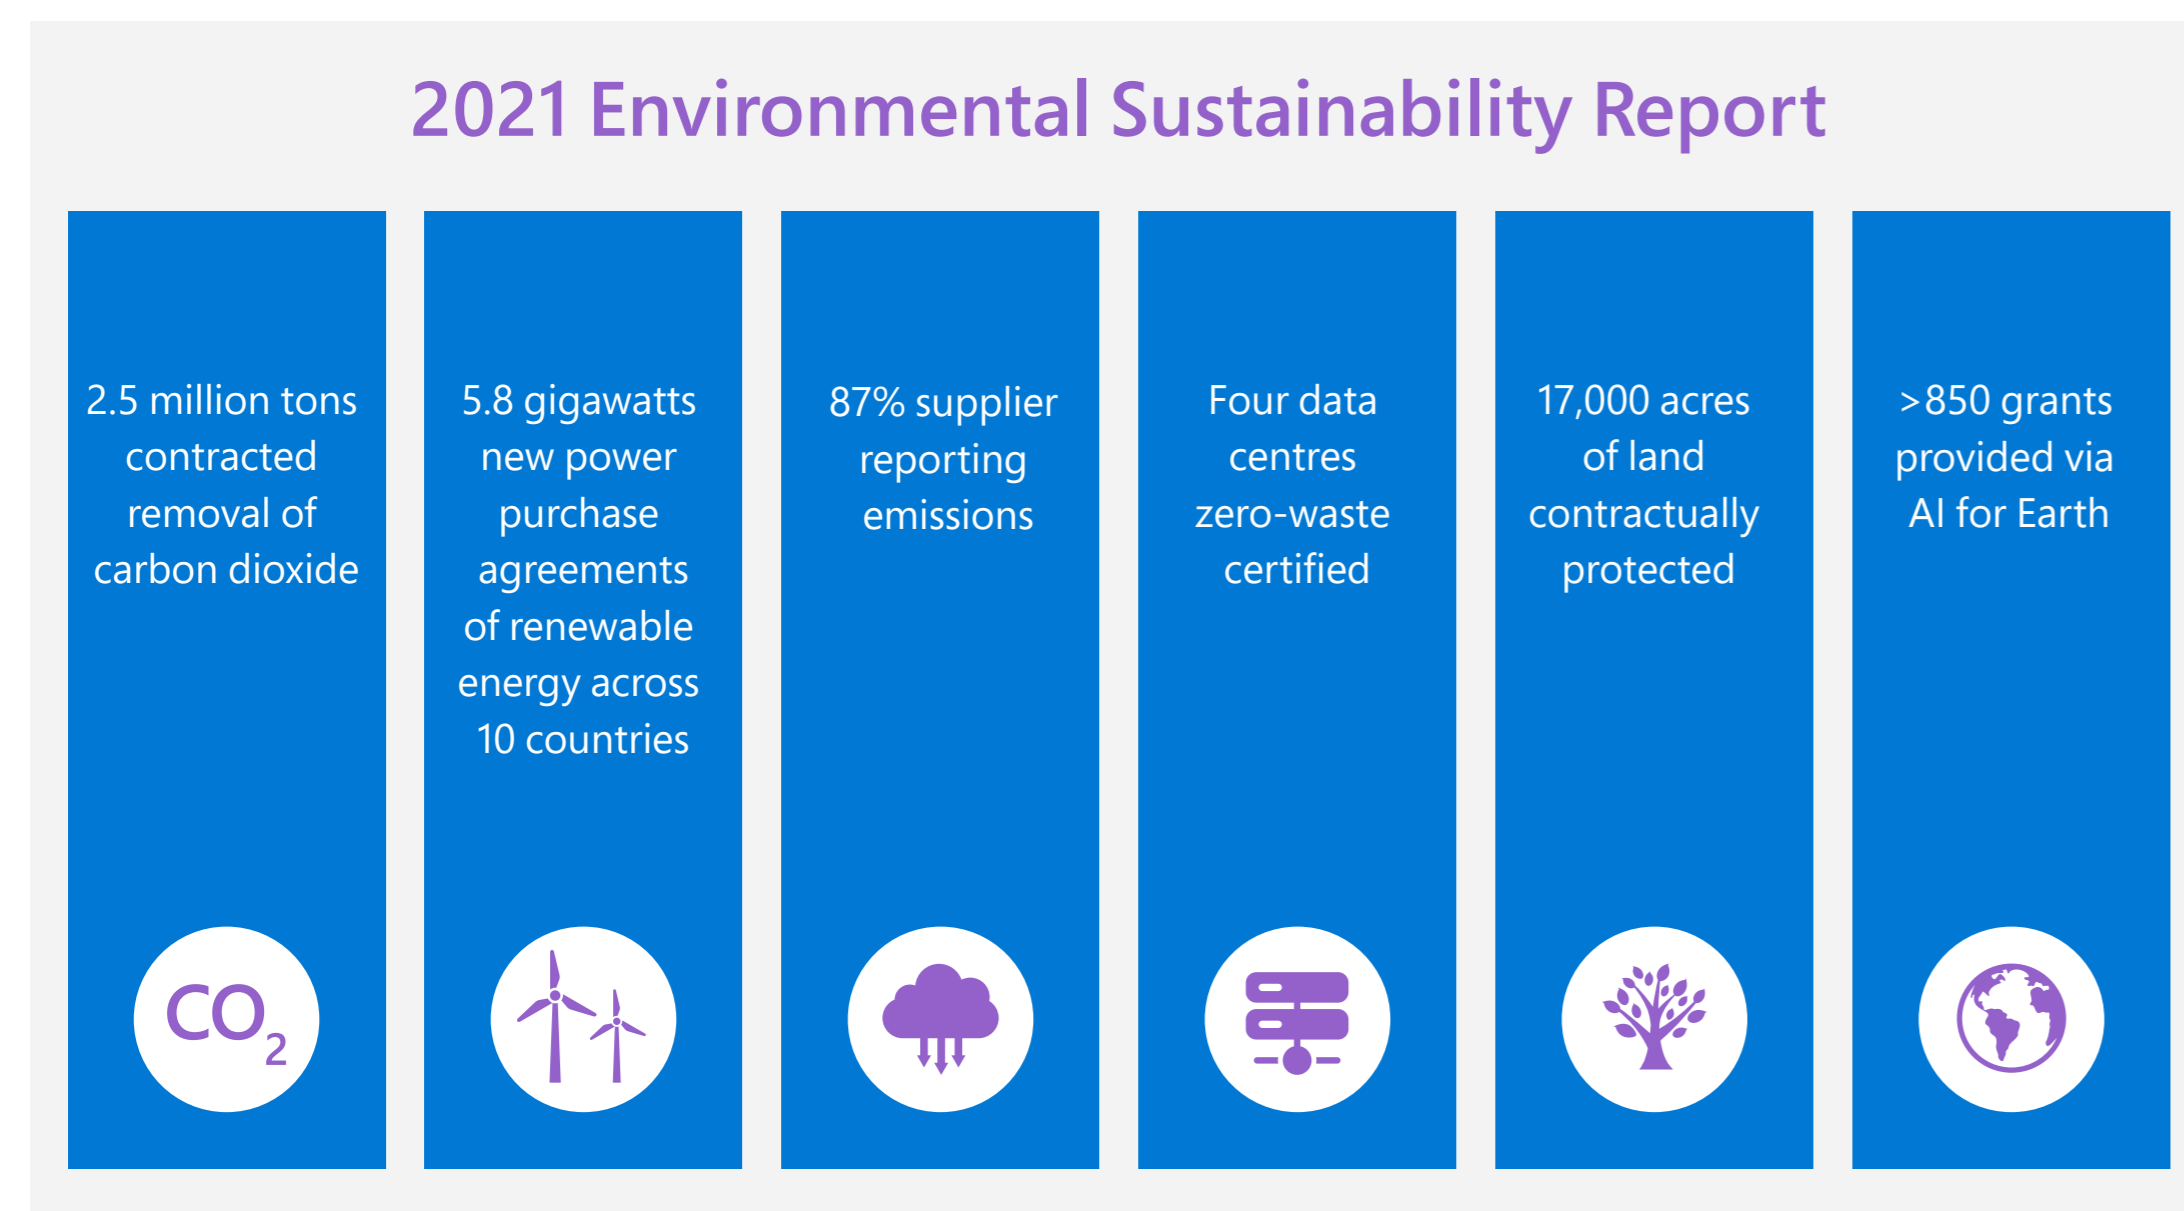 2021 Environmental Sustainability Report
2.5 million tons
contracted
removal of
carbon dioxide
5.8 gigawatts
new power
purchase
agreements
of renewable
energy across
10 countries
87% supplier
reporting
emissions
Four data
centres
zero-waste
certified
17,000 acres
of land
contractually
protected
>850 grants
provided via
AI for Earth
CO₂